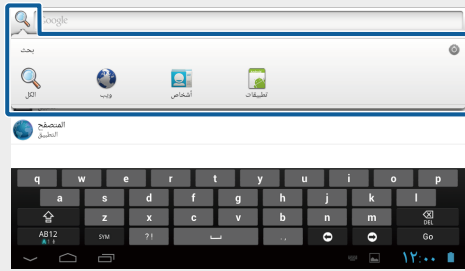 Google
بحث
الكل
ويب
أشخاص
تطبيقات
المتصفح
التطبيق
q w e r t y u i o p
a s d f g h j k l
z x c v b n m DEL
AB12 SYM ?! ., Go
١٢:٠٠